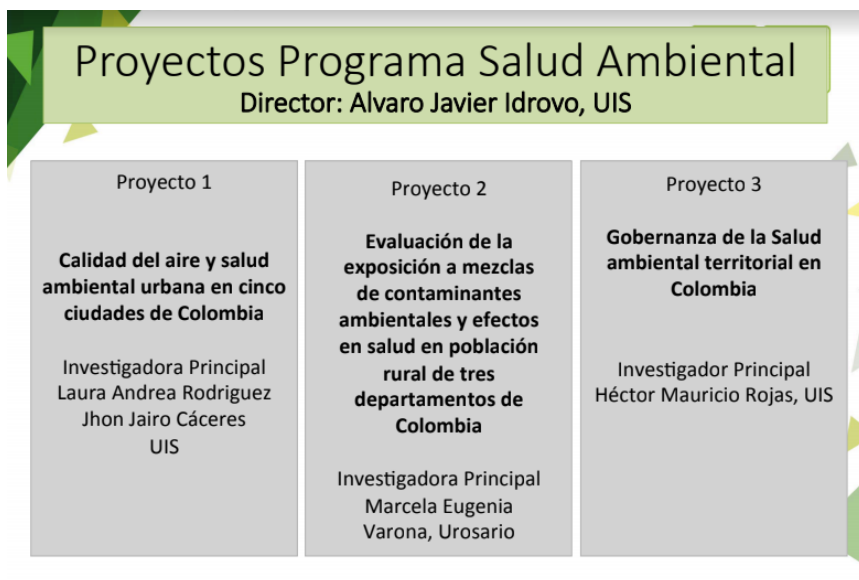 Proyectos Programa Salud Ambiental
Director: Alvaro Javier Idrovo, UIS
Proyecto 1
Calidad del aire y salud
ambiental urbana en cinco
ciudades de Colombia
Investigadora Principal
Laura Andrea Rodriguez
Jhon Jairo Cáceres
UIS
Proyecto 2
Evaluación de la
exposición a mezclas
de contaminantes
ambientales y efectos
en salud en población
rural de tres
departamentos de
Colombia
Investigadora Principal
Marcela Eugenia
Varona, Urosario
Proyecto 3
Gobernanza de la Salud
ambiental territorial en
Colombia
Investigador Principal
Héctor Mauricio Rojas, UIS